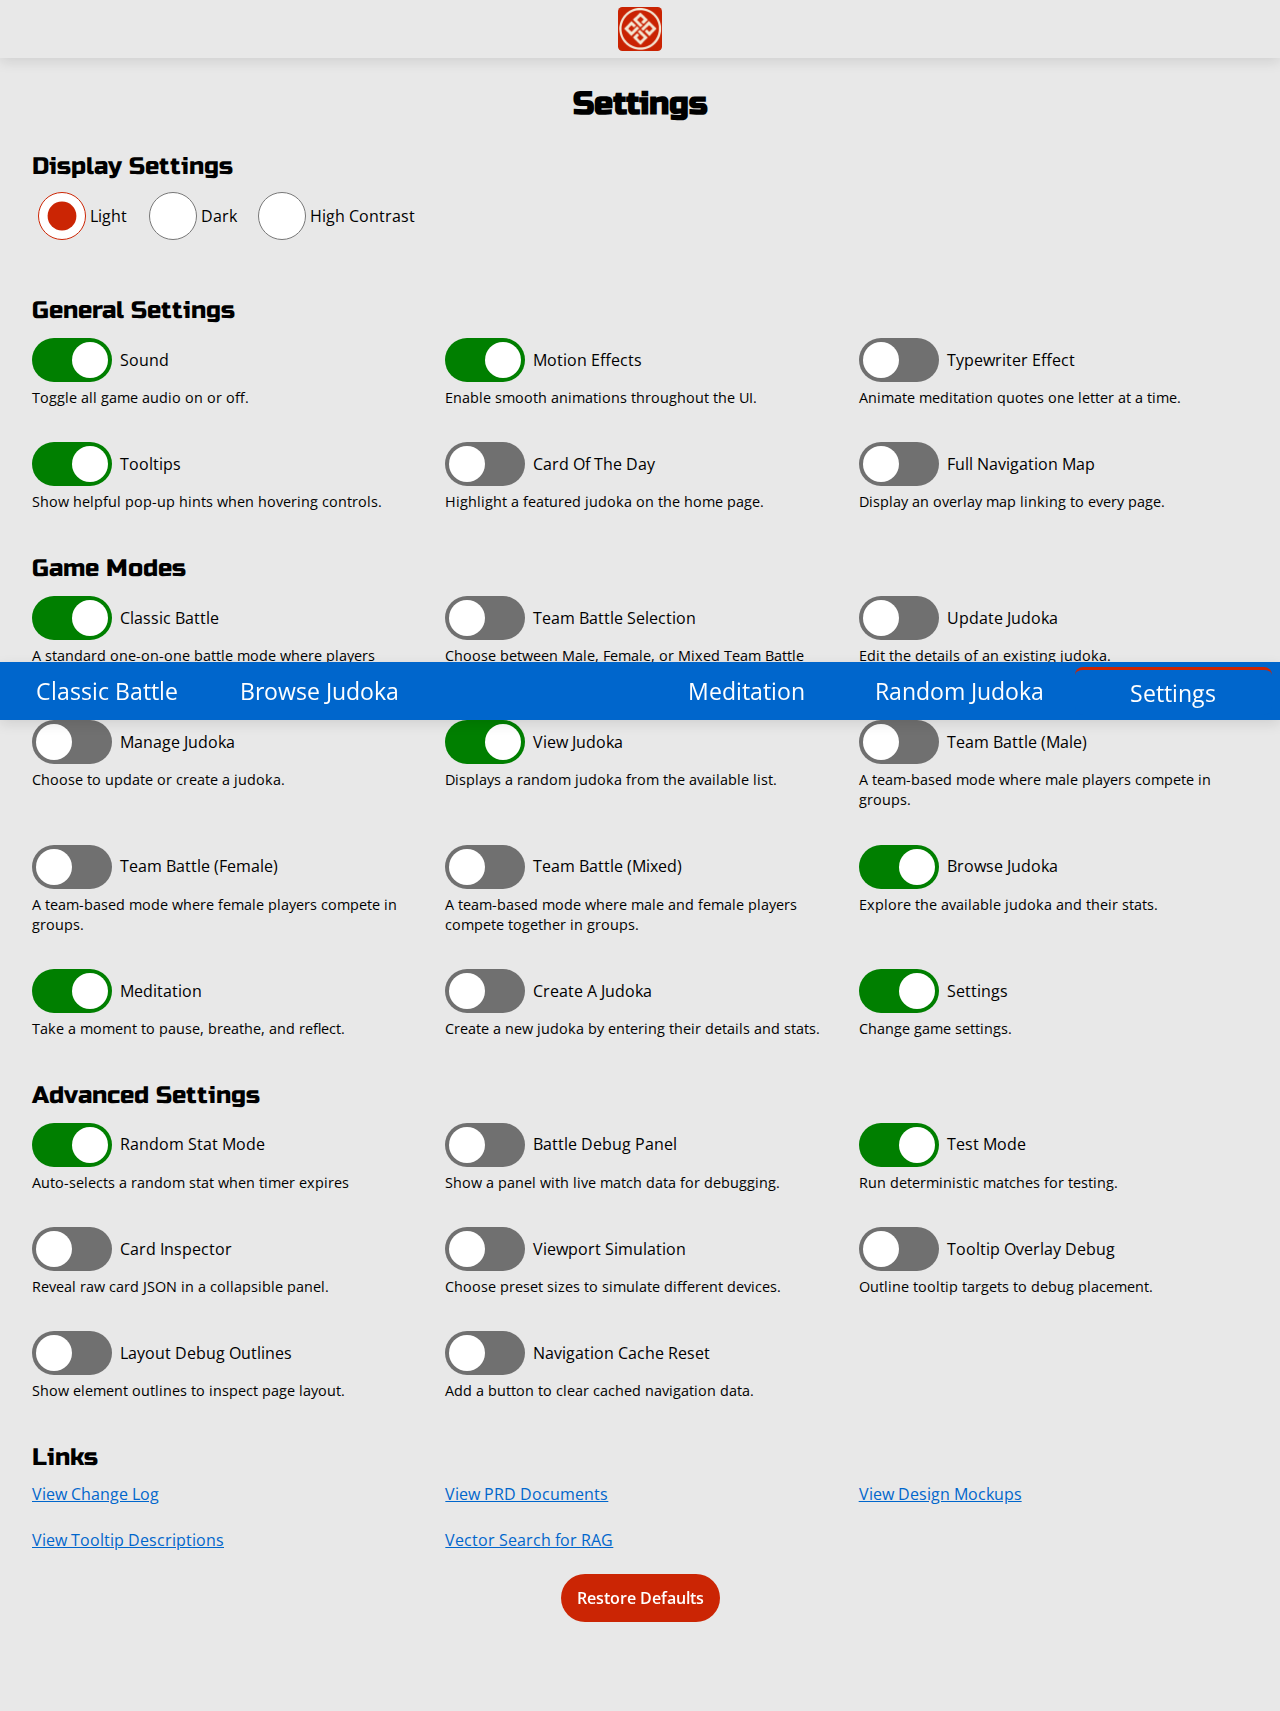 Settings
Display Settings
Light
Dark
High Contrast
General Settings
Sound
Motion Effects
Typewriter Effect
Toggle all game audio on or off.
Enable smooth animations throughout the UI.
Animate meditation quotes one letter at a time.
Tooltips
Card Of The Day
Full Navigation Map
Show helpful pop-up hints when hovering controls.
Highlight a featured judoka on the home page.
Display an overlay map linking to every page.
Game Modes
Classic Battle
Team Battle Selection
Update Judoka
A standard one-on-one battle mode where players
Choose between Male, Female, or Mixed Team Battle
Edit the details of an existing judoka.
Classic Battle
Browse Judoka
Meditation
Random Judoka
Settings
Manage Judoka
View Judoka
Team Battle (Male)
Choose to update or create a judoka.
Displays a random judoka from the available list.
A team-based mode where male players compete in
groups.
Team Battle (Female)
Team Battle (Mixed)
Browse Judoka
A team-based mode where female players compete in
groups.
A team-based mode where male and female players
compete together in groups.
Explore the available judoka and their stats.
Meditation
Create A Judoka
Settings
Take a moment to pause, breathe, and reflect.
Create a new judoka by entering their details and stats.
Change game settings.
Advanced Settings
Random Stat Mode
Battle Debug Panel
Test Mode
Auto-selects a random stat when timer expires
Show a panel with live match data for debugging.
Run deterministic matches for testing.
Card Inspector
Viewport Simulation
Tooltip Overlay Debug
Reveal raw card JSON in a collapsible panel.
Choose preset sizes to simulate different devices.
Outline tooltip targets to debug placement.
Layout Debug Outlines
Navigation Cache Reset
Show element outlines to inspect page layout.
Add a button to clear cached navigation data.
Links
View Change Log
View PRD Documents
View Design Mockups
View Tooltip Descriptions
Vector Search for RAG
Restore Defaults